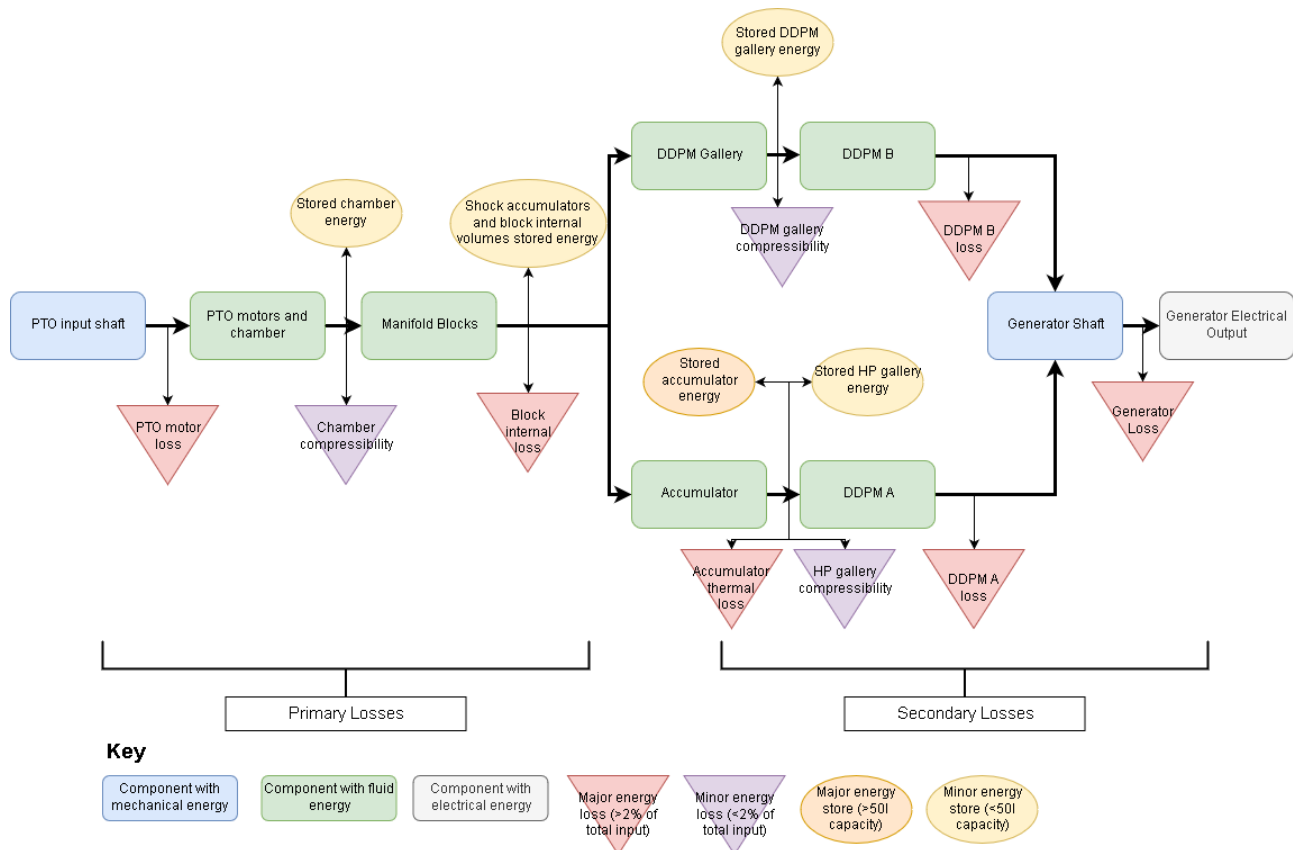 Stored DDPM
gallery energy
DDPM Gallery
DDPM B
Stored chamber
energy
Shock accumulators
and block internal
volumes stored energy
DDPM gallery
compressibility
DDPM B
loss
PTO input shaft
PTO motors and
chamber
Manifold Blocks
Generator Shaft
Generator Electrical
Output
Stored
accumulator
energy
Stored HP gallery
energy
PTO motor
loss
Chamber
compressibility
Block
internal
loss
Generator
Loss
Accumulator
DDPM A
Accumulator
thermal
loss
HP gallery
compressibility
DDPM A
loss
Primary Losses
Secondary Losses
Key
Component with
mechanical energy
Component with fluid
energy
Component with
electrical energy
Major energy
loss (>2% of
total input)
Minor energy
loss (<2% of
total input)
Major energy
store (>50l
capacity)
Minor energy
store (<50l
capacity)